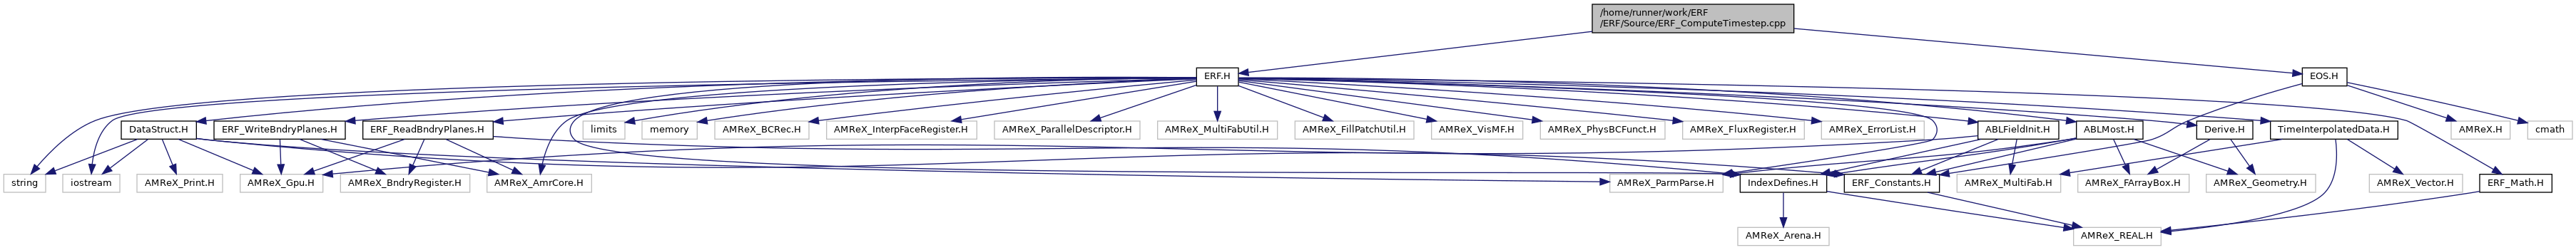 /home/runner/work/ERF
/ERF/Source/ERF_ComputeTimestep.cpp
ERF.H
EOS.H
DataStruct.H
ERF_WriteBndryPlanes.H
ERF_ReadBndryPlanes.H
limits
memory
AMReX_BCRec.H
AMReX_InterpFaceRegister.H
AMReX_ParallelDescriptor.H
AMReX_MultiFabUtil.H
AMReX_FillPatchUtil.H
AMReX_VisMF.H
AMReX_PhysBCFunct.H
AMReX_FluxRegister.H
AMReX_ErrorList.H
ABLFieldInit.H
ABLMost.H
Derive.H
TimeInterpolatedData.H
AMReX.H
cmath
string
iostream
AMReX_Print.H
AMReX_Gpu.H
AMReX_BndryRegister.H
AMReX_AmrCore.H
AMReX_ParmParse.H
IndexDefines.H
ERF_Constants.H
AMReX_MultiFab.H
AMReX_FArrayBox.H
AMReX_Geometry.H
AMReX_Vector.H
ERF_Math.H
AMReX_Arena.H
AMReX_REAL.H